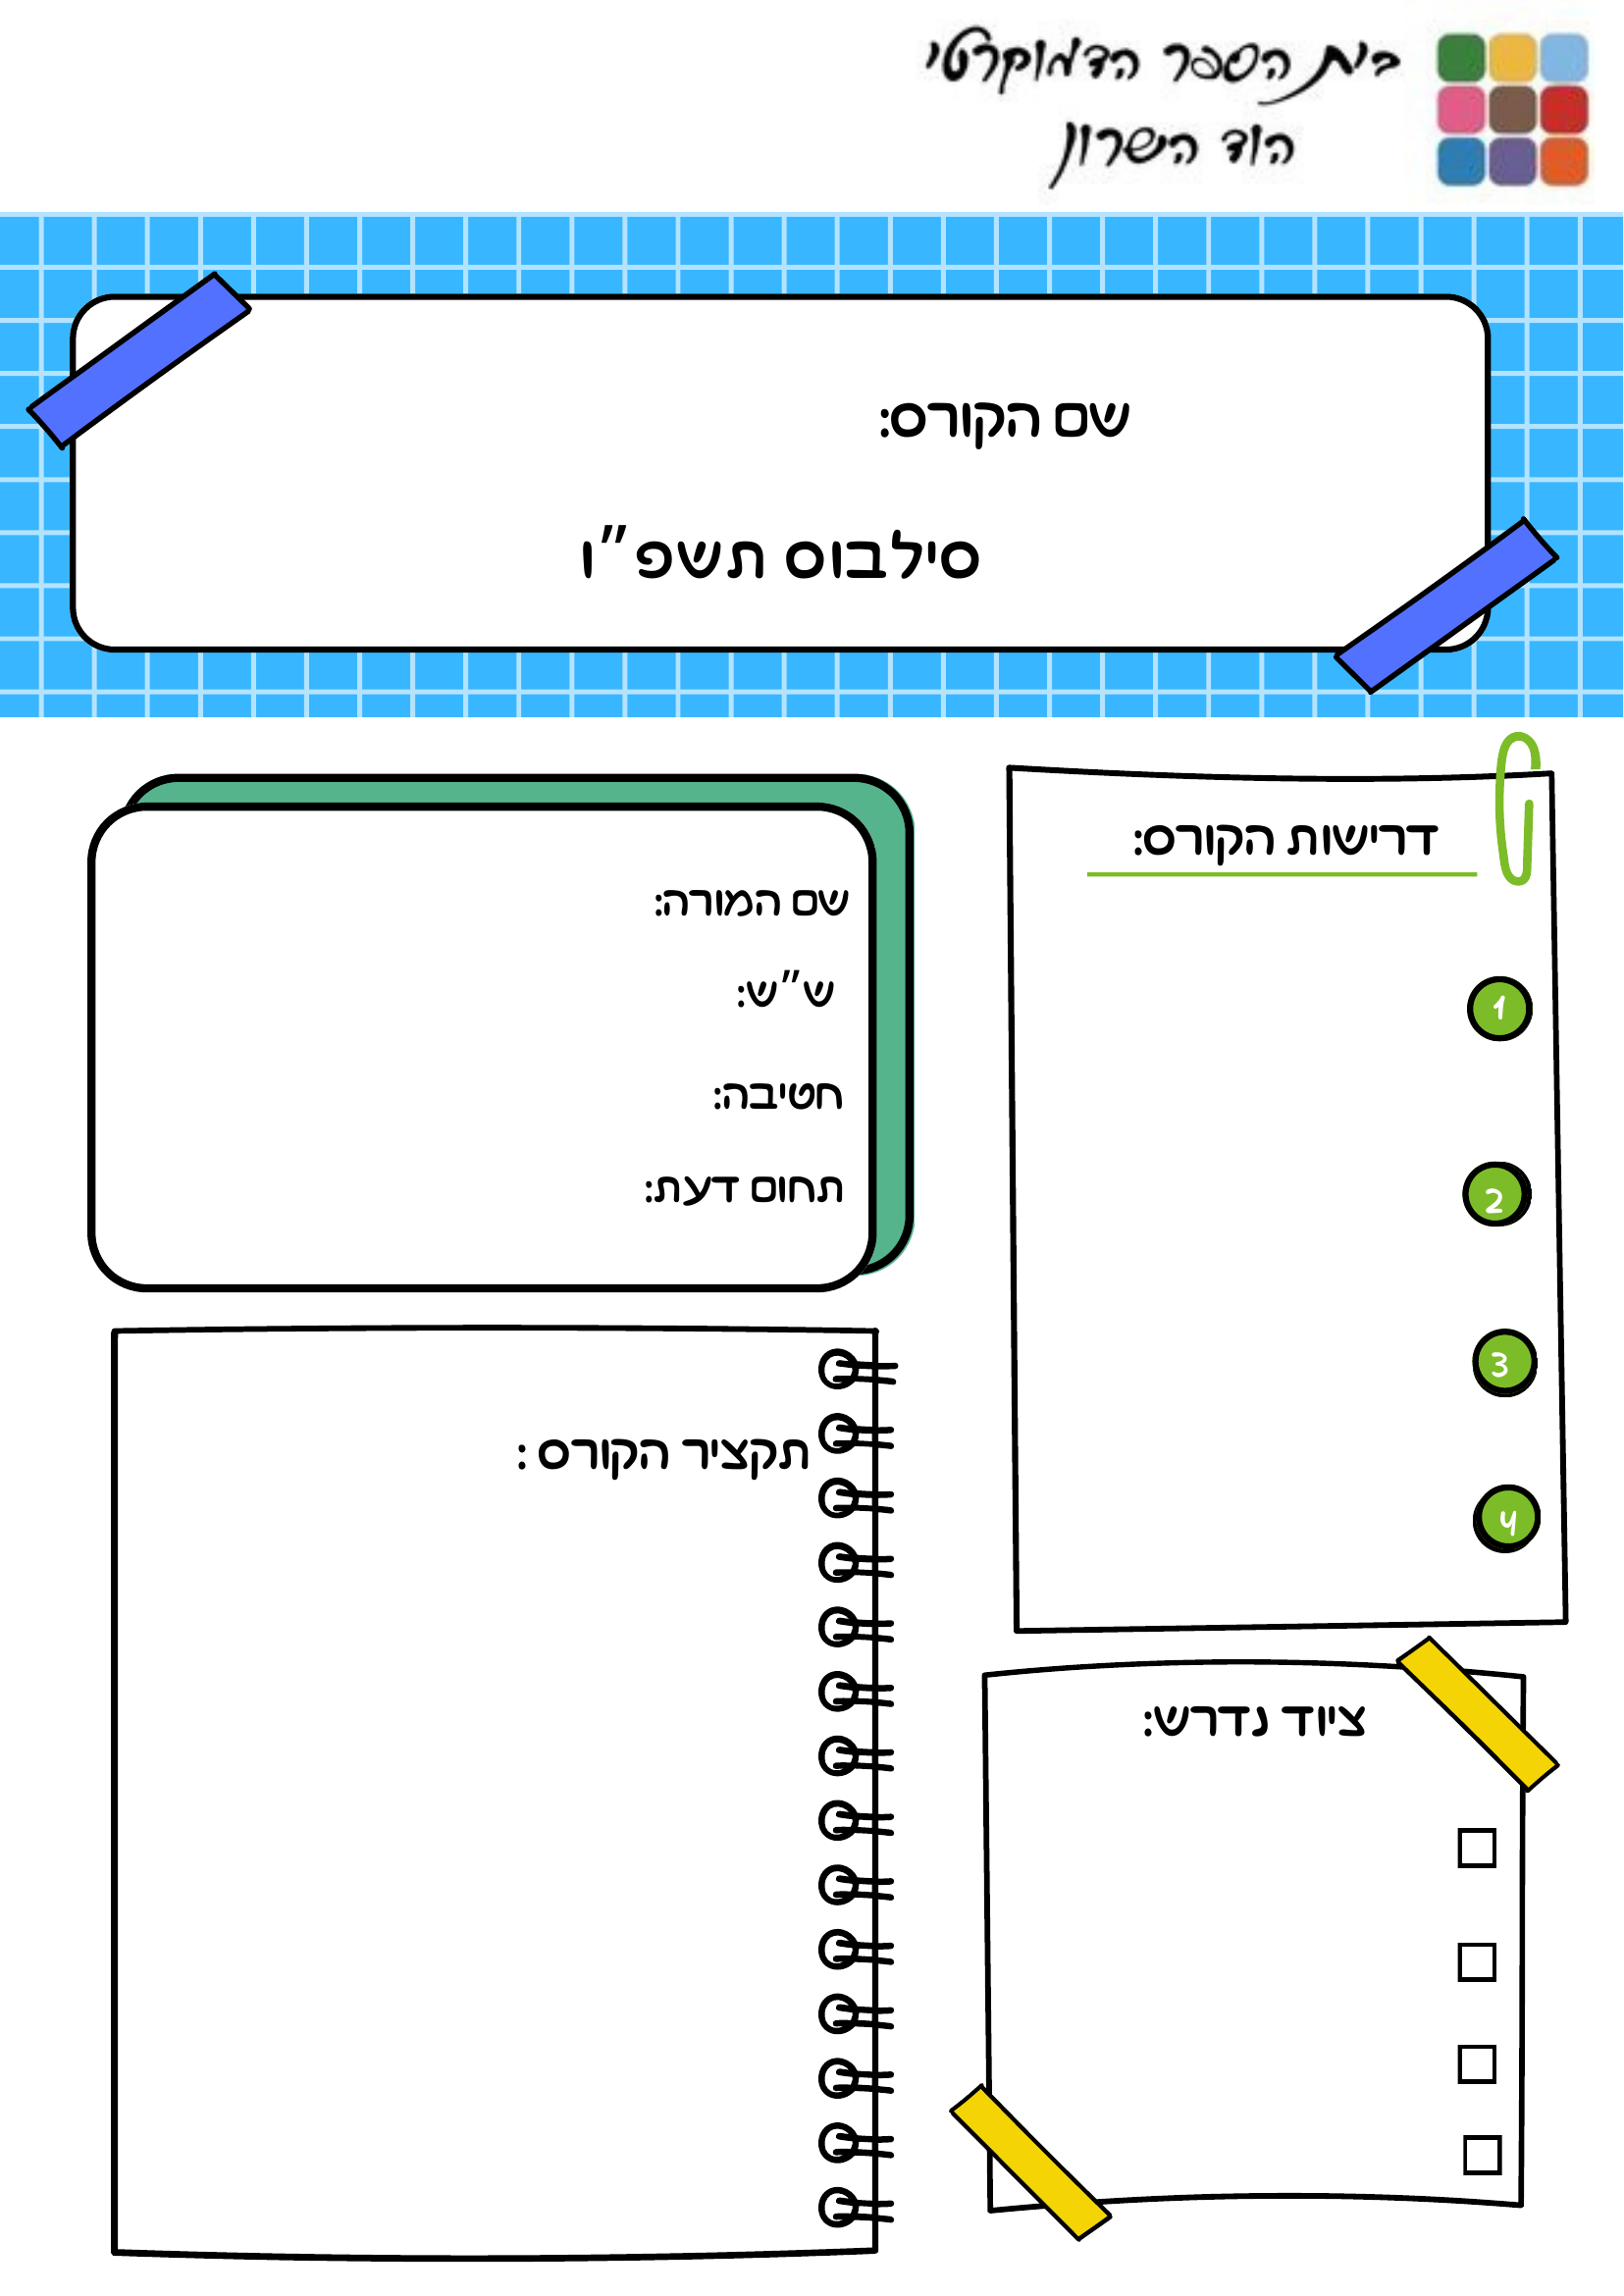 בית הספר הדמוקרטי
הוד השרון
שם הקורס:
סילבוס תשפ"ו
דרישות הקורס:
1
2
3
4
שם המורה:
ש"ש:
חטיבה:
תחום דעת:
תקציר הקורס :
ציוד נדרש: